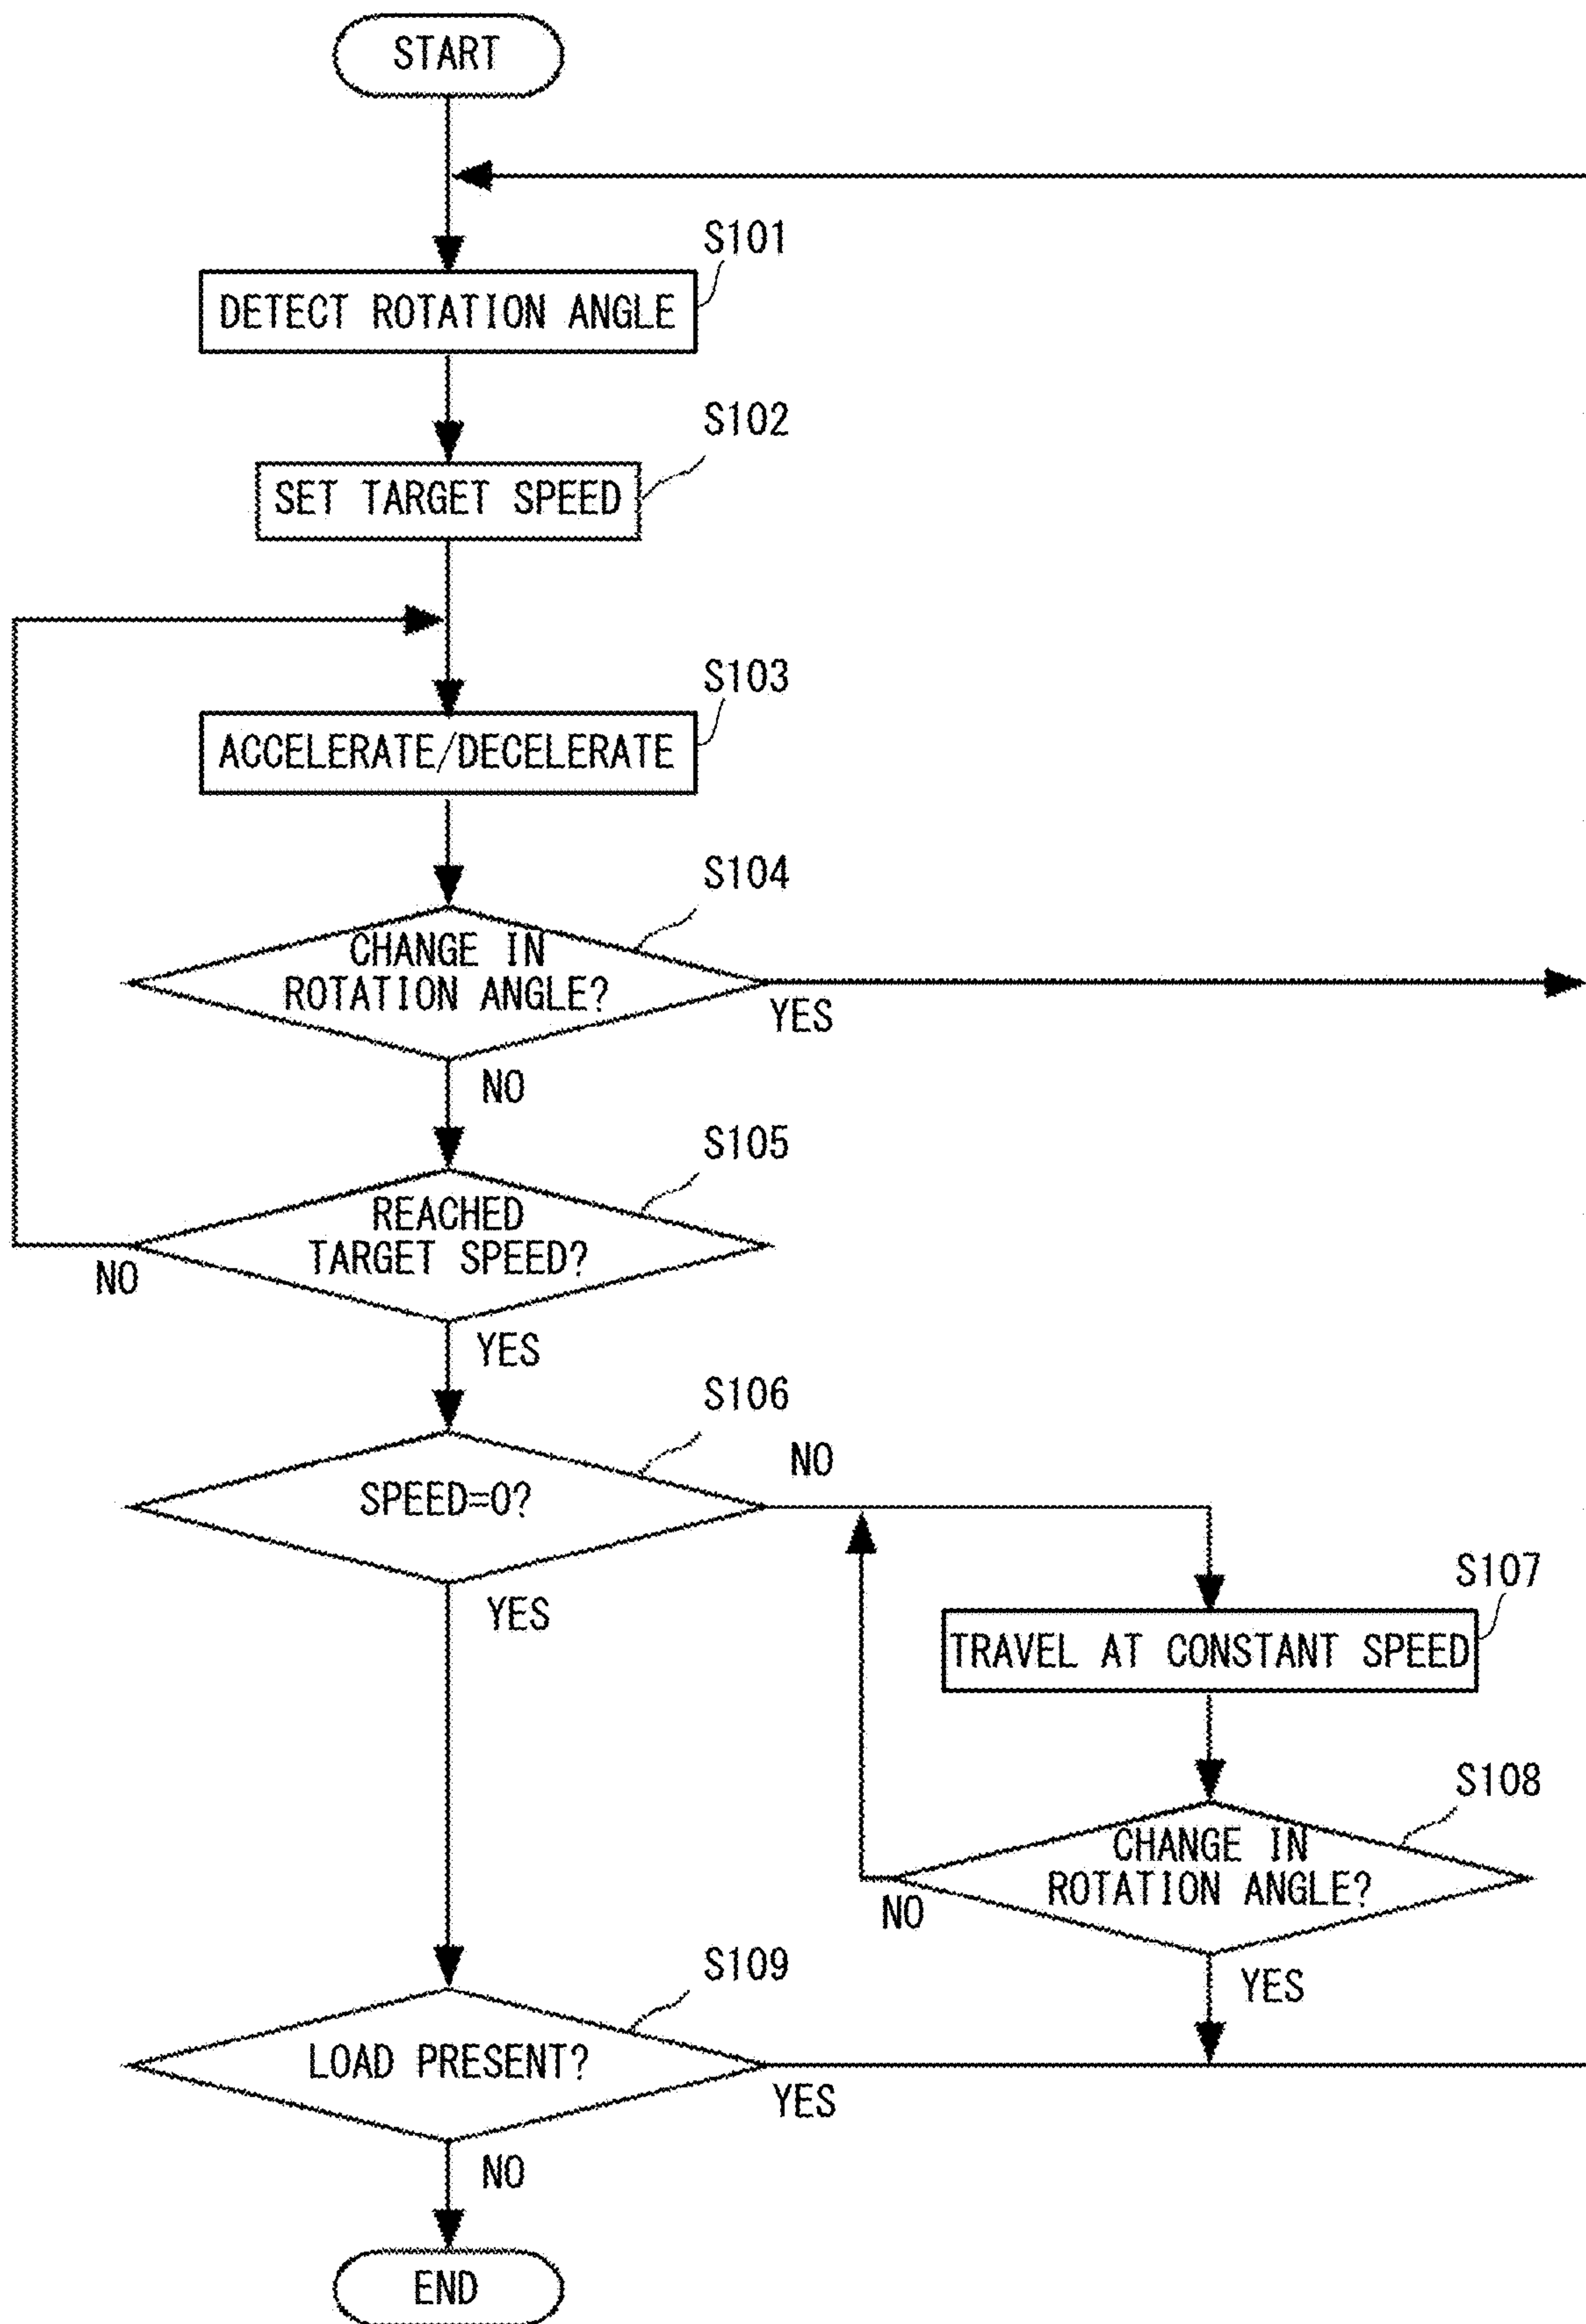 START
S101
DETECT ROTATION ANGLE
S102
SET TARGET SPEED
S103
ACCELERATE/DECELERATE
S104
CHANGE IN
ROTATION ANGLE?
YES
NO
S105
REACHED
TARGET SPEED?
NO
YES
S106
NO
SPEED=0?
YES
S107
TRAVEL AT CONSTANT SPEED
S108
CHANGE IN
ROTATION ANGLE?
NO
YES
S109
LOAD PRESENT?
YES
NO
END